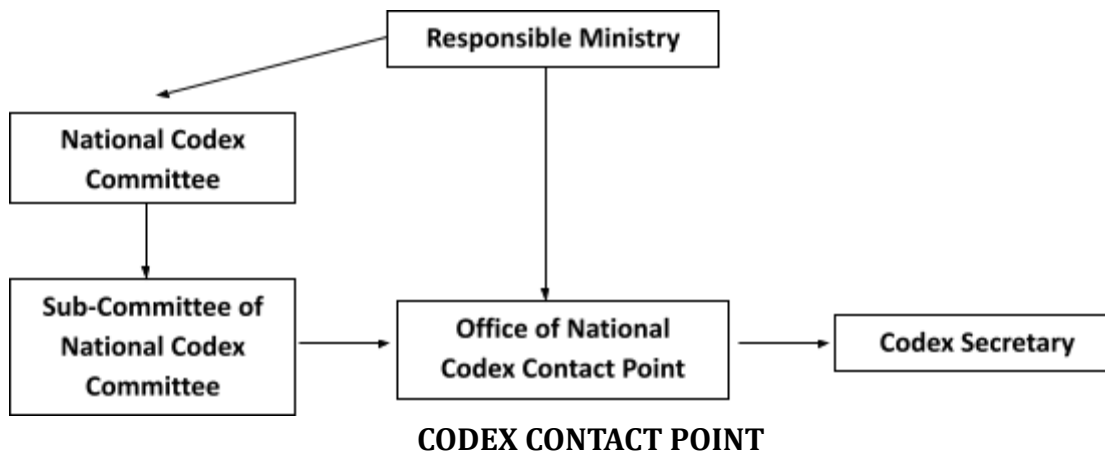 Responsible Ministry
National Codex
Committee
Sub-Committee of
National Codex
Committee
Office of National
Codex Contact Point
Codex Secretary
CODEX CONTACT POINT